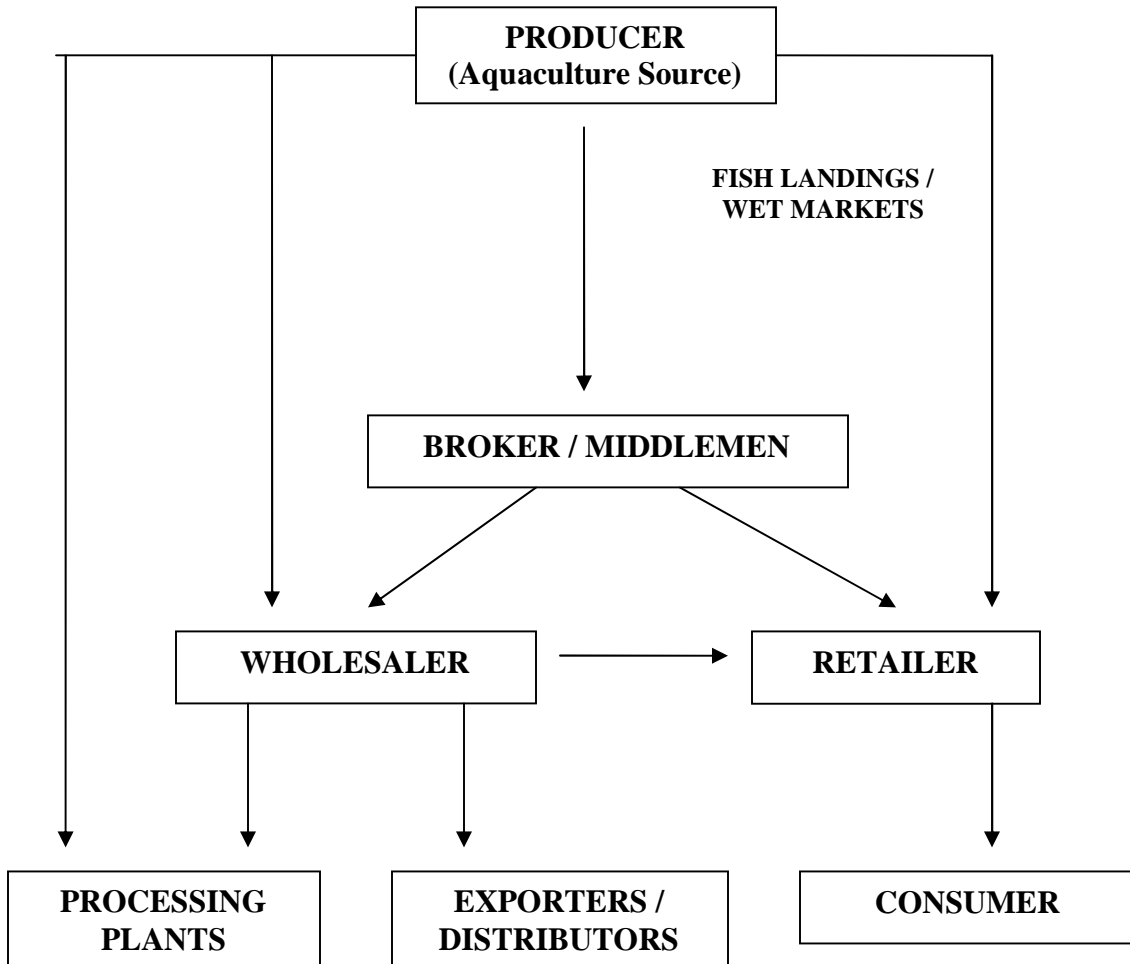 PRODUCER
(Aquaculture Source)
FISH LANDINGS /
WET MARKETS
BROKER / MIDDLEMEN
WHOLESALER
RETAILER
PROCESSING
PLANTS
EXPORTERS /
DISTRIBUTORS
CONSUMER